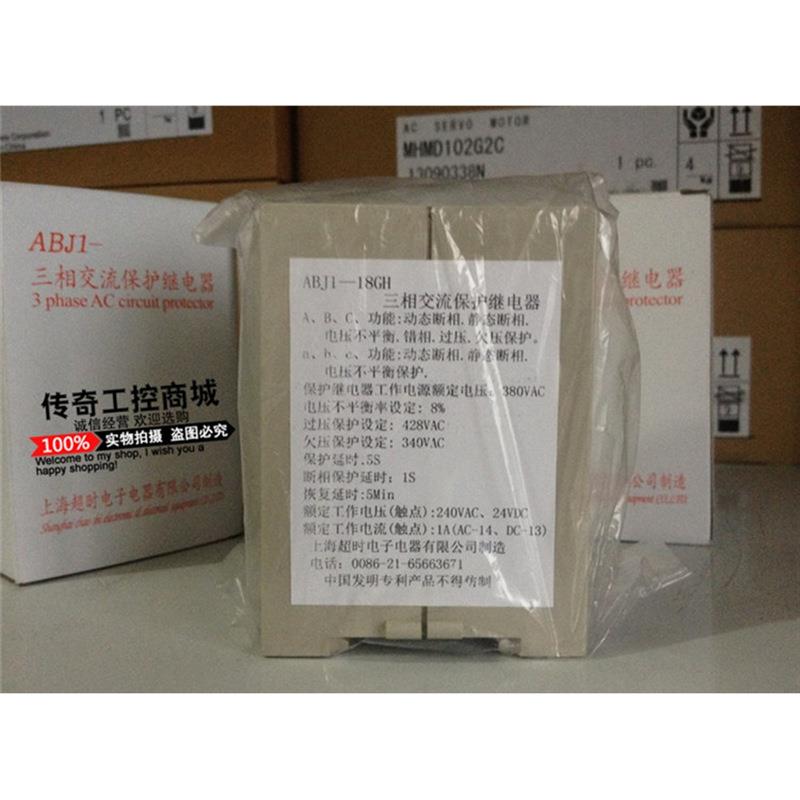 1 PC
Corporation
China
AC SERVO MOTOR
MHMD102G2C
13090338N
1 pc.
4
ABJ1-
三相交流保护继电器
3 phase AC circuit protector
传奇工控商城
诚信经营 欢迎选购
100% 实物拍摄 盗图必究
Welcome to my shop, I wish you a
happy shopping!
上海超时电子电器有限公司制造
ABJ1—18GH
三相交流保护继电器
A、B、C、功能:动态断相.静态断相.
电压不平衡.错相.过压.欠压保护。
a、b、c、功能:动态断相.静态断相.
电压不平衡保护.
保护继电器工作电源额定电压: 380VAC
电压不平衡率设定: 8%
过压保护设定: 428VAC
欠压保护设定: 340VAC
保护延时.5S
断相保护延时: 1S
恢复延时:5Min
额定工作电压(触点):240VAC、24VDC
额定工作电流(触点):1A(AC-14、DC-13)
上海超时电子电器有限公司制造
电话: 0086-21-65663671
中国发明专利产品不得仿制
继电器
protector
公司制造
equipment CO.,LTD